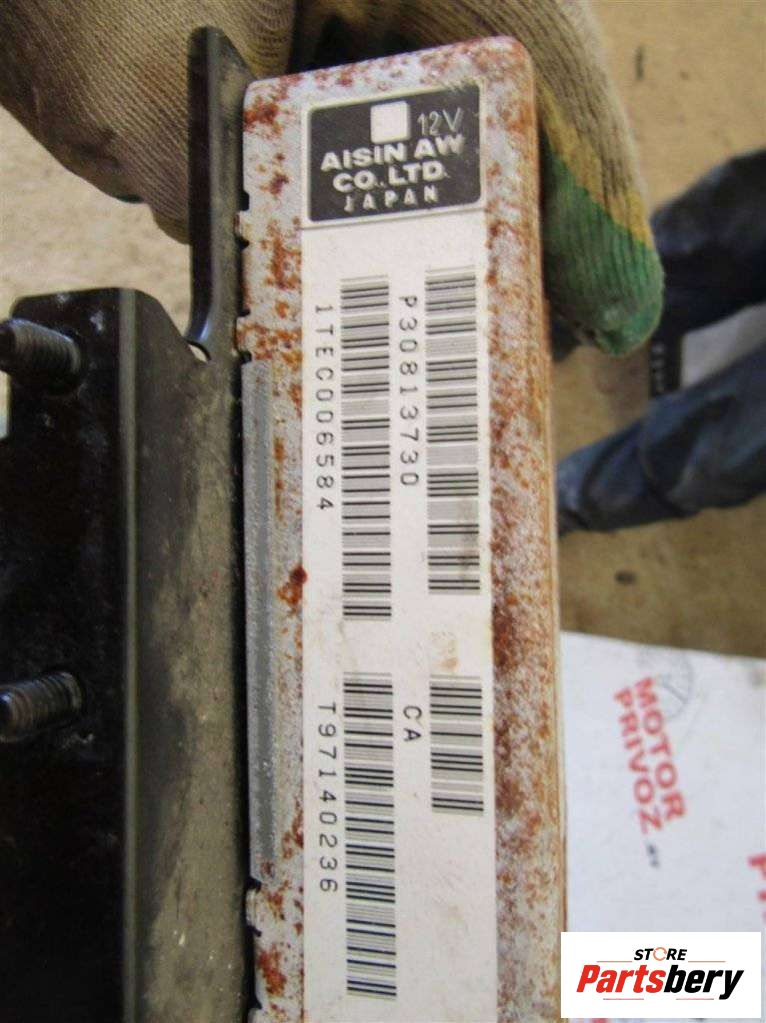 12V
AISIN AW
CO.,LTD.
JAPAN
P30813730
1TEC006584
CA
T97140236
MOTOR
PRIVOZ
STORE
Partsbery